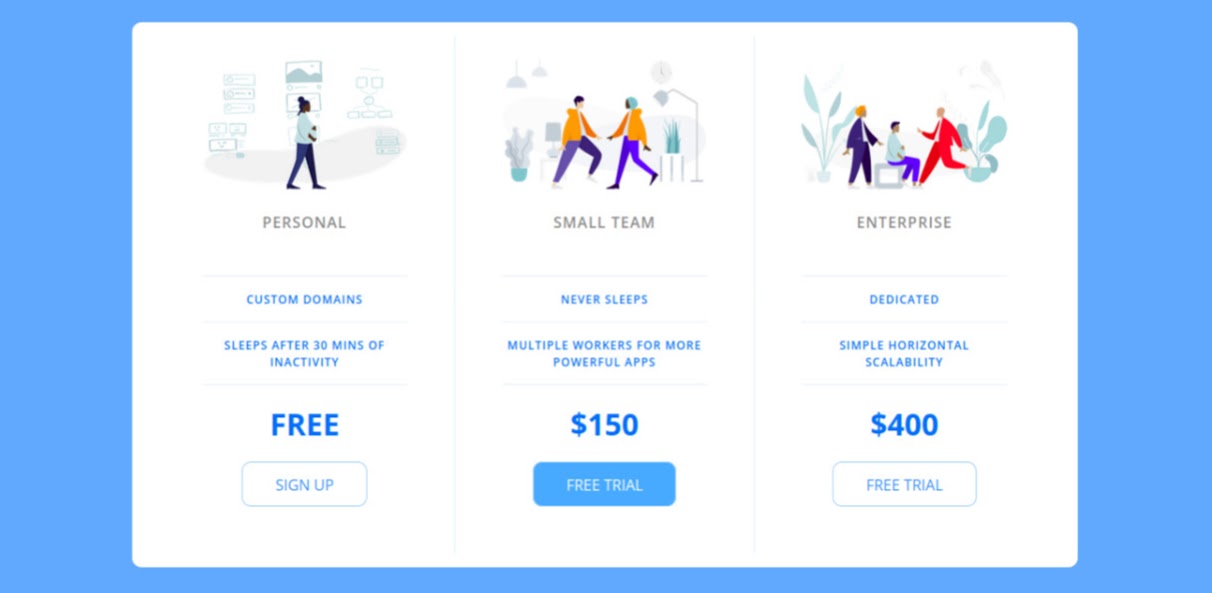 PERSONAL
CUSTOM DOMAINS
SLEEPS AFTER 30 MINS OF
INACTIVITY
FREE
SIGN UP
SMALL TEAM
NEVER SLEEPS
MULTIPLE WORKERS FOR MORE
POWERFUL APPS
$150
FREE TRIAL
ENTERPRISE
DEDICATED
SIMPLE HORIZONTAL
SCALABILITY
$400
FREE TRIAL